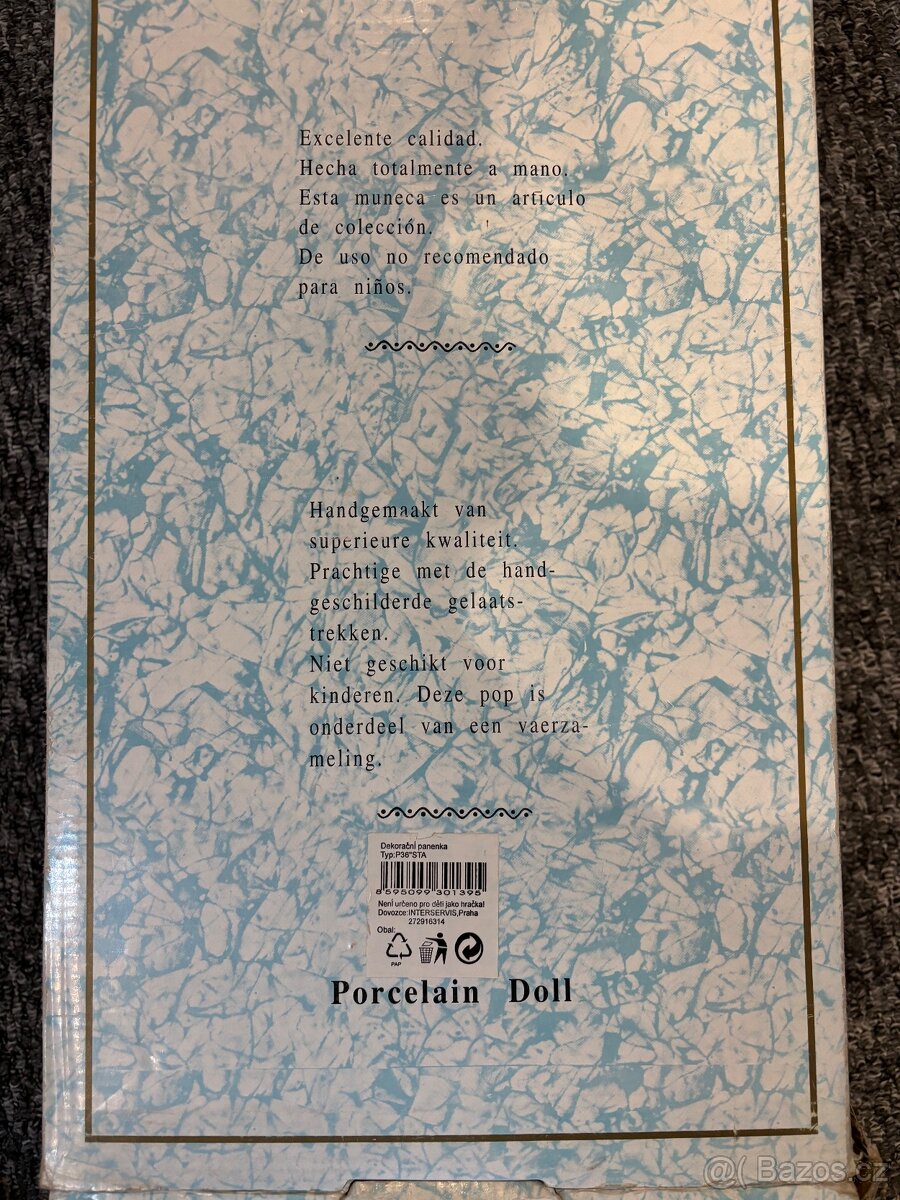 Excelente calidad.
Hecha totalmente a mano.
Esta muneca es un artículo
de colección.
De uso no recomendado
para niños.
Handgemaakt van
superieure kwaliteit.
Prachtige met de hand-
geschilderde gelaats-
trekken.
Niet geschikt voor
kinderen. Deze pop is
onderdeel van een vaerza-
meling.
Dekorační panenka
Typ:P36"STA
8595099301395
Není určeno pro děti jako hračka!
Dovozce:INTERSERVIS,Praha
272916314
Obal:
PAP
Porcelain Doll
@( Bazos.cz